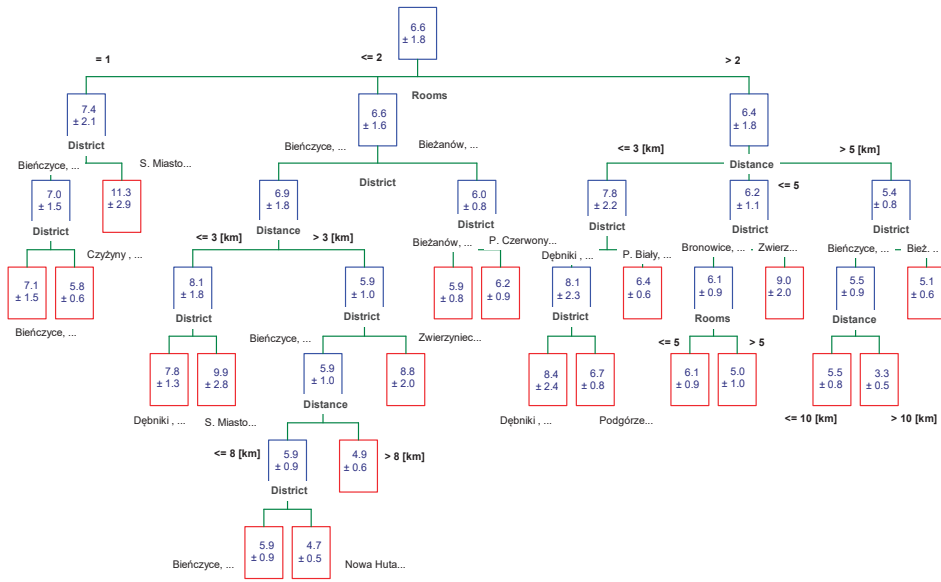 6.6
± 1.8
= 1
<= 2
> 2
Rooms
7.4
± 2.1
6.6
± 1.6
6.4
± 1.8
District
Bieńczyce, ...
S. Miasto...
Bieńczyce, ...
Bieżanów, ...
District
<= 3 [km]
Distance
> 5 [km]
7.0
± 1.5
11.3
± 2.9
6.9
± 1.8
6.0
± 0.8
7.8
± 2.2
6.2
± 1.1
<= 5
5.4
± 0.8
District
Distance
District
District
District
District
Czyżyny , ...
<= 3 [km]
> 3 [km]
Bieżanów, ...
P. Czerwony...
Dębniki , ...
P. Biały, ...
Bronowice, ...
Zwierz...
Bieńczyce, ...
Bież. ...
7.1
± 1.5
5.8
± 0.6
8.1
± 1.8
5.9
± 1.0
5.9
± 0.8
6.2
± 0.9
8.1
± 2.3
6.4
± 0.6
6.1
± 0.9
9.0
± 2.0
5.5
± 0.9
5.1
± 0.6
Bieńczyce, ...
District
District
District
Rooms
Distance
Bieńczyce, ...
Zwierzyniec...
<= 5
> 5
7.8
± 1.3
9.9
± 2.8
5.9
± 1.0
8.8
± 2.0
8.4
± 2.4
6.7
± 0.8
6.1
± 0.9
5.0
± 1.0
5.5
± 0.8
3.3
± 0.5
Dębniki , ...
S. Miasto...
Distance
Dębniki , ...
Podgórze...
<= 10 [km]
> 10 [km]
<= 8 [km]
5.9
± 0.9
4.9
± 0.6
> 8 [km]
District
5.9
± 0.9
4.7
± 0.5
Bieńczyce, ...
Nowa Huta...